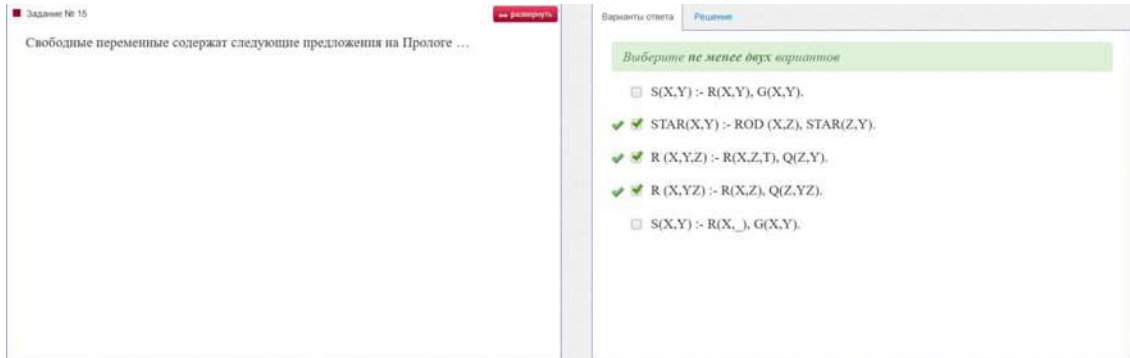 Задание № 15
развернуть
Свободные переменные содержат следующие предложения на Прологе …
Варианты ответа
Решение
Выберите не менее двух вариантов
S(X,Y) :- R(X,Y), G(X,Y).
STAR(X,Y) :- ROD (X,Z), STAR(Z,Y).
R (X,Y,Z) :- R(X,Z,T), Q(Z,Y).
R (X,YZ) :- R(X,Z), Q(Z,YZ).
S(X,Y) :- R(X,_), G(X,Y).